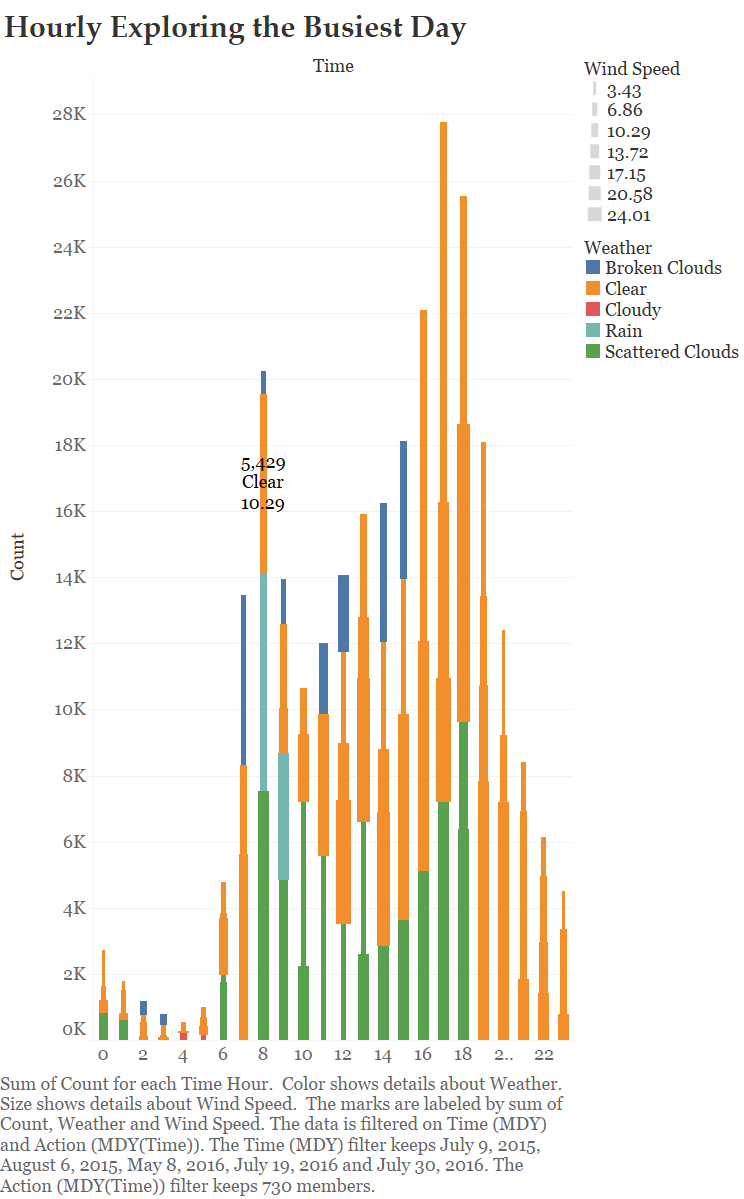 Hourly Exploring the Busiest Day
Time
Wind Speed
3.43
6.86
10.29
13.72
17.15
20.58
24.01
Weather
Broken Clouds
Clear
Cloudy
Rain
Scattered Clouds
Count
28K
26K
24K
22K
20K
18K
16K
14K
12K
10K
8K
6K
4K
2K
0K
5,429
Clear
10.29
0 2 4 6 8 10 12 14 16 18 2.. 22
Sum of Count for each Time Hour.  Color shows details about Weather.
Size shows details about Wind Speed.  The marks are labeled by sum of
Count, Weather and Wind Speed. The data is filtered on Time (MDY)
and Action (MDY(Time)). The Time (MDY) filter keeps July 9, 2015,
August 6, 2015, May 8, 2016, July 19, 2016 and July 30, 2016. The
Action (MDY(Time)) filter keeps 730 members.